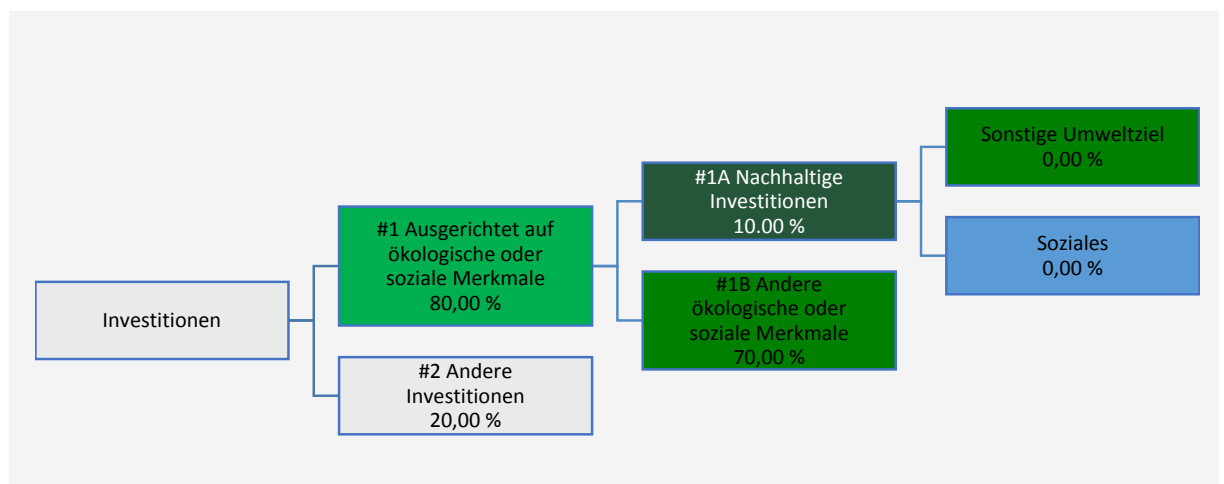 Investitionen
#1 Ausgerichtet auf
ökologische oder
soziale Merkmale
80,00 %
#2 Andere
Investitionen
20,00 %
#1A Nachhaltige
Investitionen
10.00 %
#1B Andere
ökologische oder
soziale Merkmale
70,00 %
Sonstige Umweltziel
0,00 %
Soziales
0,00 %